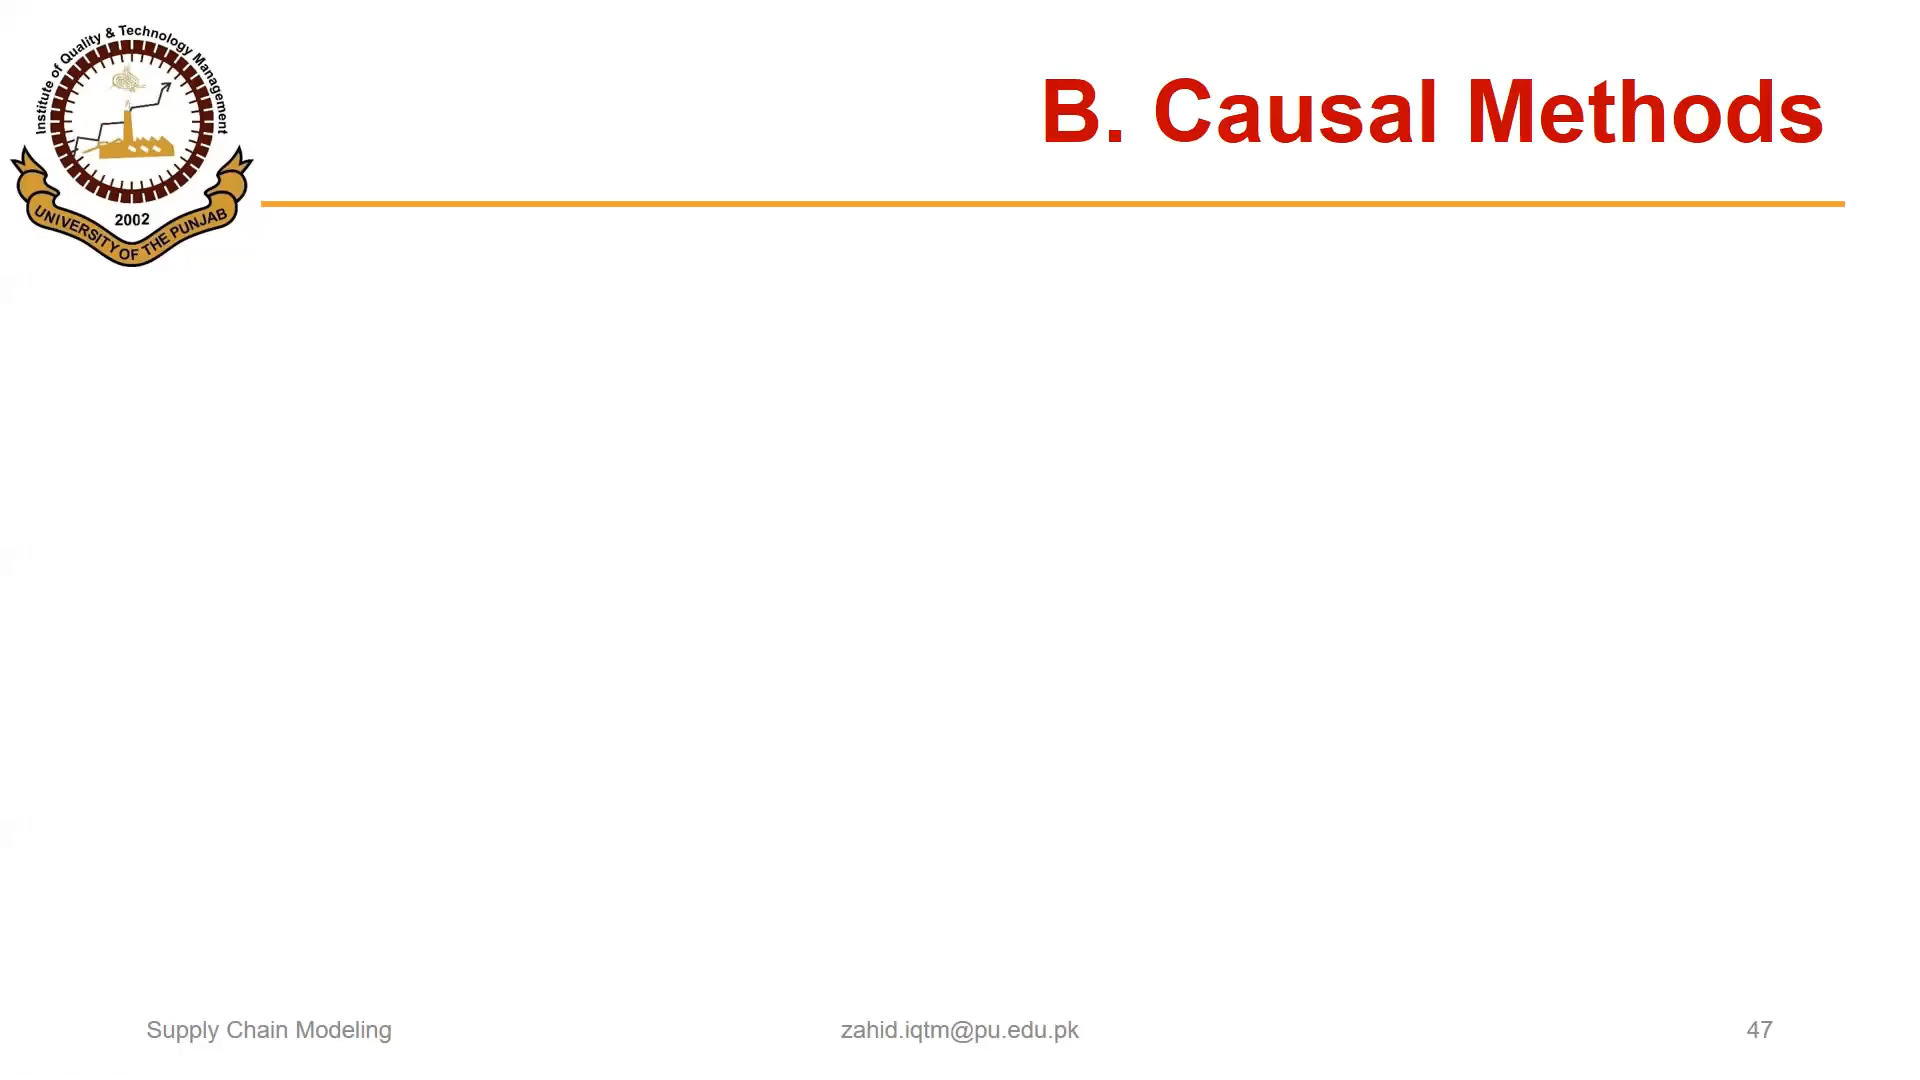 Institute of Quality & Technology Management
2002
UNIVERSITY OF THE PUNJAB
B. Causal Methods
Supply Chain Modeling
zahid.iqtm@pu.edu.pk
47